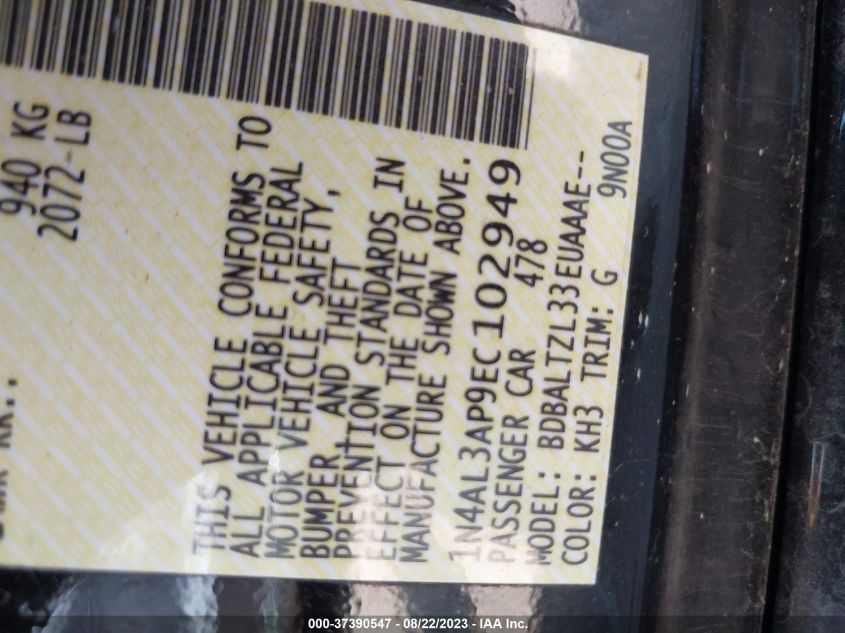 940 KG
2072-LB
THIS VEHICLE CONFORMS TO
ALL APPLICABLE FEDERAL
MOTOR VEHICLE SAFETY,
BUMPER, AND THEFT
PREVENTION STANDARDS IN
EFFECT ON THE DATE OF
MANUFACTURE SHOWN ABOVE.
1N4AL3AP9EC102949
PASSENGER CAR 478
MODEL: BDBALTZL33EUAAAE--
COLOR: KH3 TRIM: G 9N00A
000-37390547 - 08/22/2023 - IAA Inc.